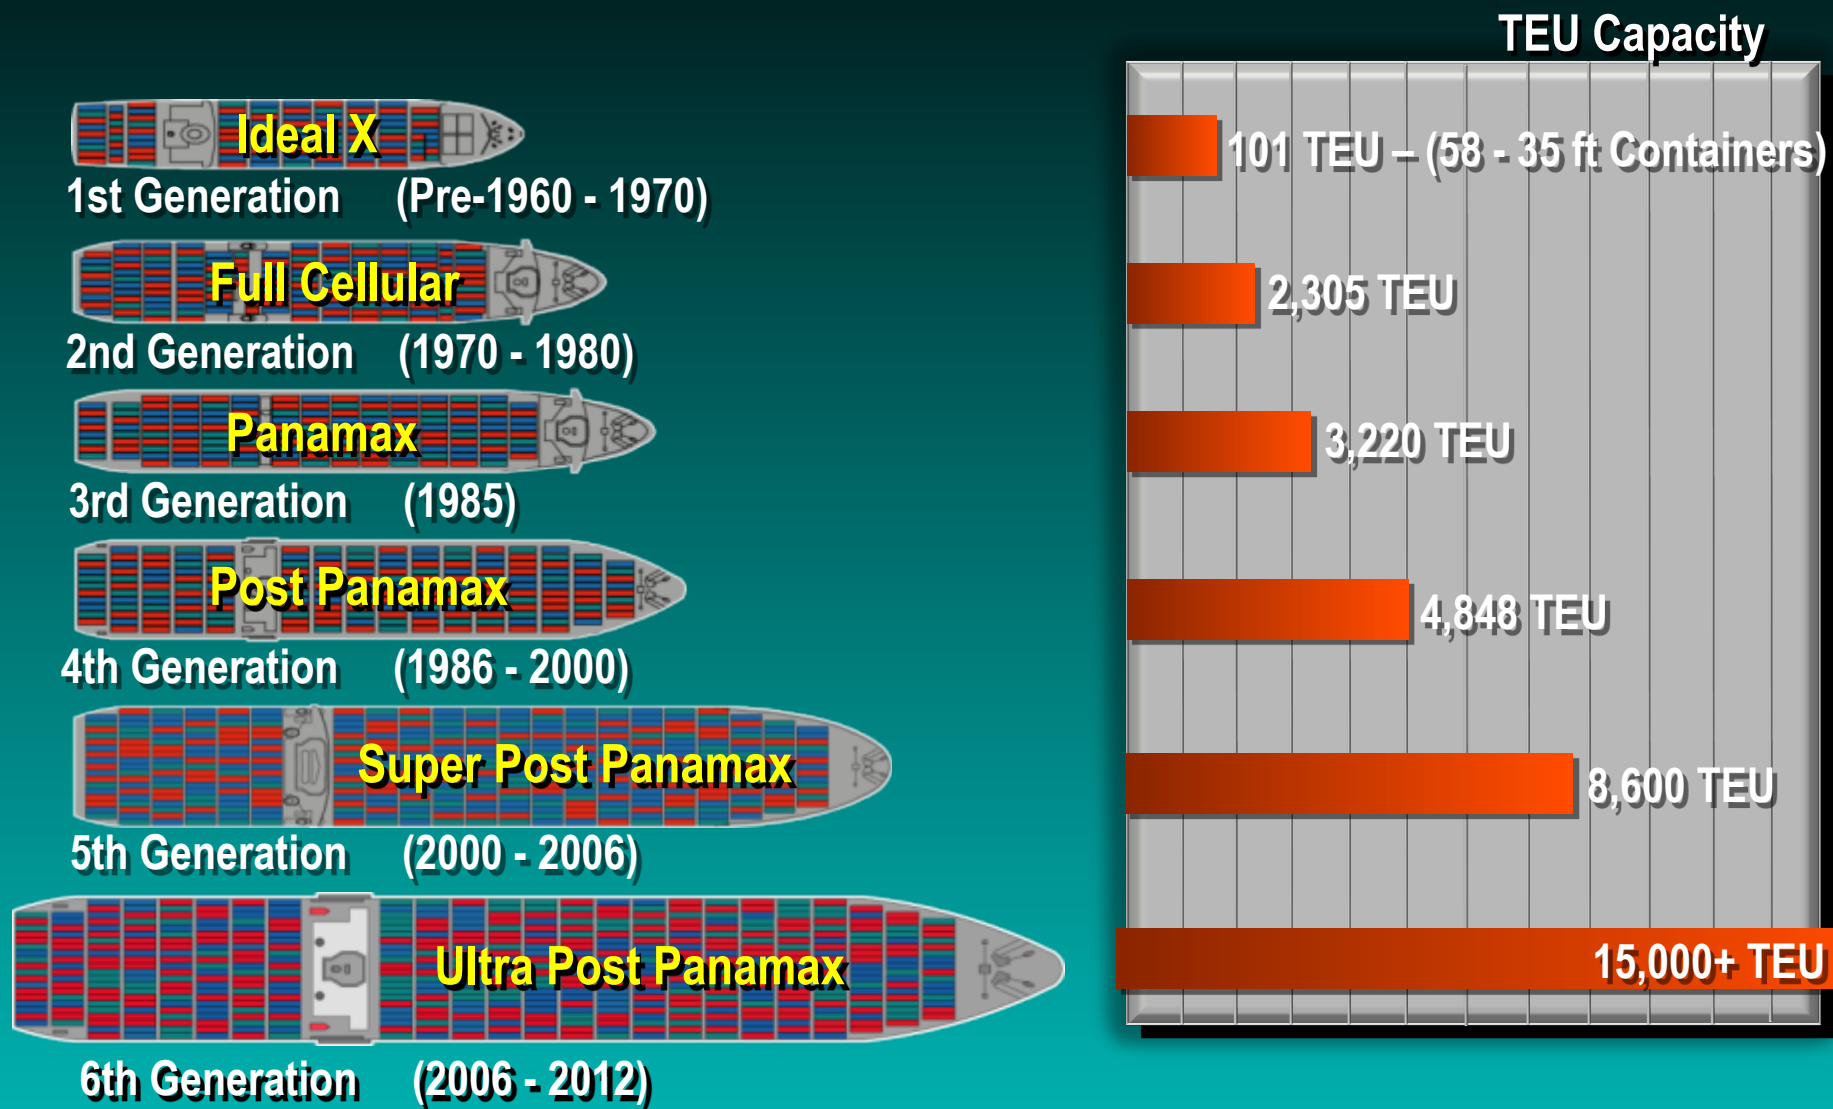 TEU Capacity
Ideal X
1st Generation (Pre-1960 - 1970)
101 TEU – (58 - 35 ft Containers)
Full Cellular
2nd Generation (1970 - 1980)
2,305 TEU
Panamax
3rd Generation (1985)
3,220 TEU
Post Panamax
4th Generation (1986 - 2000)
4,848 TEU
Super Post Panamax
5th Generation (2000 - 2006)
8,600 TEU
Ultra Post Panamax
6th Generation (2006 - 2012)
15,000+ TEU